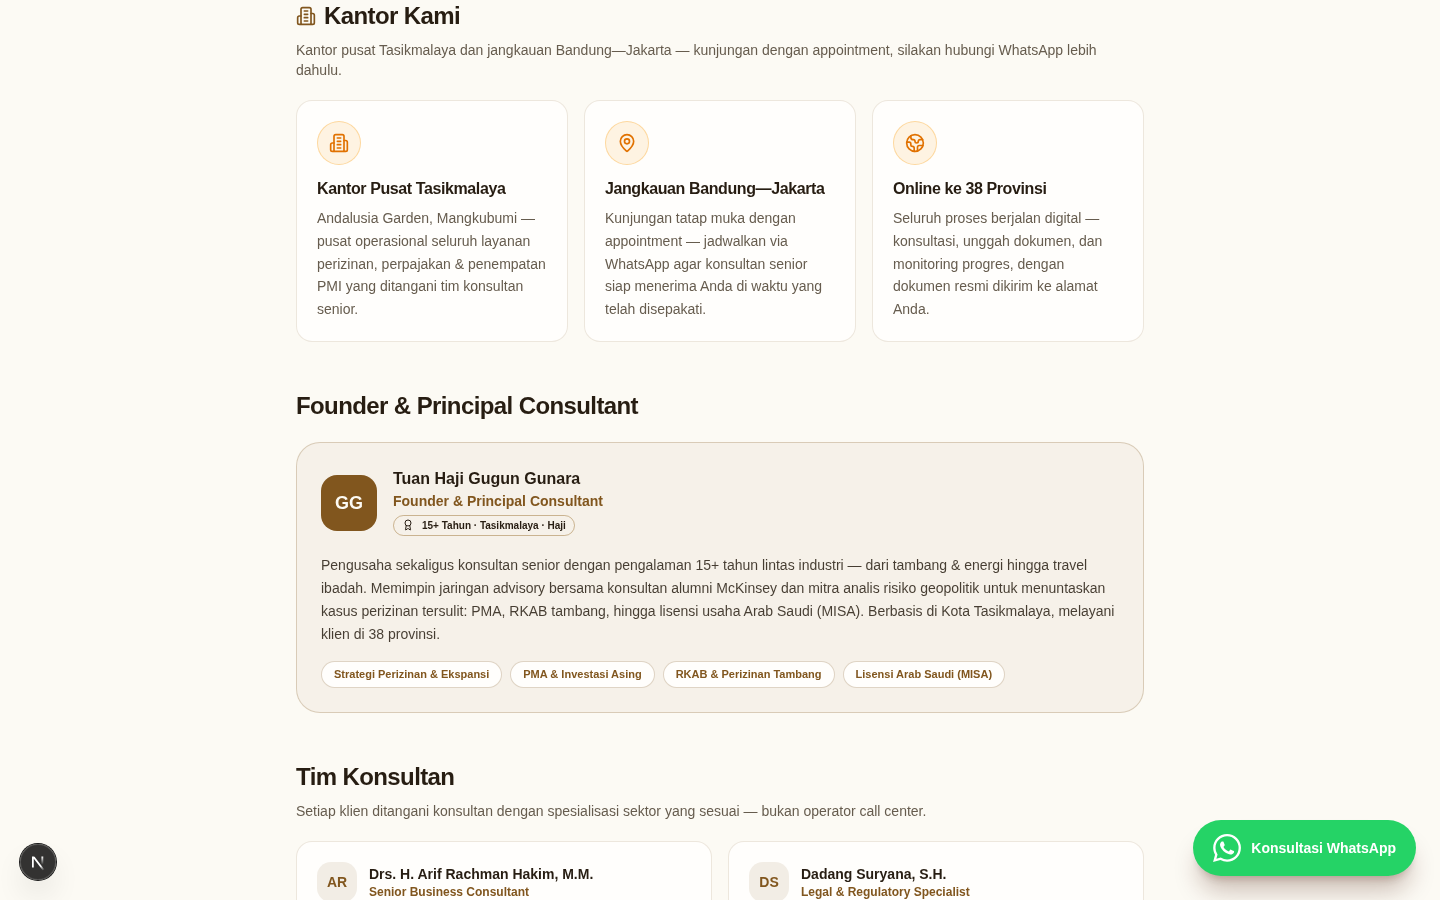 Kantor Kami
Kantor pusat Tasikmalaya dan jangkauan Bandung—Jakarta — kunjungan dengan appointment, silakan hubungi WhatsApp lebih
dahulu.
Kantor Pusat Tasikmalaya
Andalusia Garden, Mangkubumi —
pusat operasional seluruh layanan
perizinan, perpajakan & penempatan
PMI yang ditangani tim konsultan
senior.
Jangkauan Bandung—Jakarta
Kunjungan tatap muka dengan
appointment — jadwalkan via
WhatsApp agar konsultan senior
siap menerima Anda di waktu yang
telah disepakati.
Online ke 38 Provinsi
Seluruh proses berjalan digital —
konsultasi, unggah dokumen, dan
monitoring progres, dengan
dokumen resmi dikirim ke alamat
Anda.
Founder & Principal Consultant
GG
Tuan Haji Gugun Gunara
Founder & Principal Consultant
15+ Tahun · Tasikmalaya · Haji
Pengusaha sekaligus konsultan senior dengan pengalaman 15+ tahun lintas industri — dari tambang & energi hingga travel
ibadah. Memimpin jaringan advisory bersama konsultan alumni McKinsey dan mitra analis risiko geopolitik untuk menuntaskan
kasus perizinan tersulit: PMA, RKAB tambang, hingga lisensi usaha Arab Saudi (MISA). Berbasis di Kota Tasikmalaya, melayani
klien di 38 provinsi.
Strategi Perizinan & Ekspansi
PMA & Investasi Asing
RKAB & Perizinan Tambang
Lisensi Arab Saudi (MISA)
Tim Konsultan
Setiap klien ditangani konsultan dengan spesialisasi sektor yang sesuai — bukan operator call center.
AR
Drs. H. Arif Rachman Hakim, M.M.
Senior Business Consultant
DS
Dadang Suryana, S.H.
Legal & Regulatory Specialist
N
Konsultasi WhatsApp